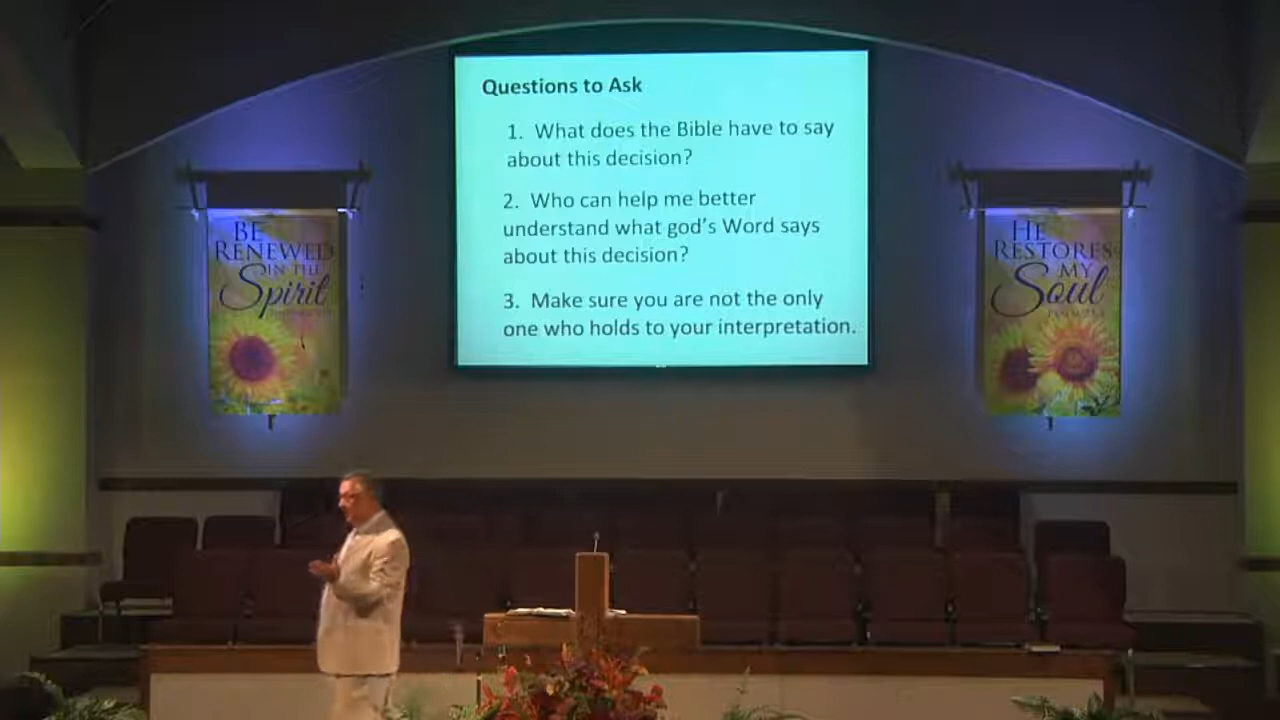 Questions to Ask
1. What does the Bible have to say
about this decision?
2. Who can help me better
understand what god's Word says
about this decision?
3. Make sure you are not the only
one who holds to your interpretation.
BE
RENEWED
IN THE
Spirit
HE
RESTORES
MY
Soul